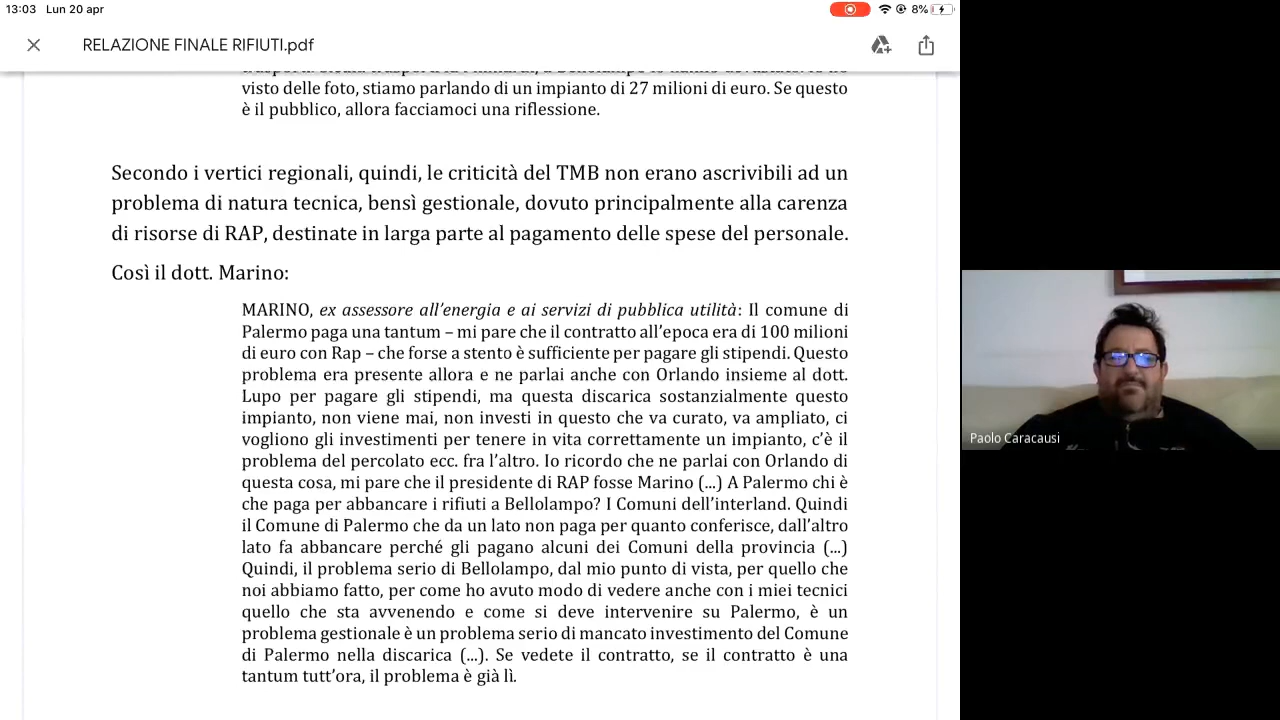 13:03 Lun 20 apr
8%
RELAZIONE FINALE RIFIUTI.pdf
visto delle foto, stiamo parlando di un impianto di 27 milioni di euro. Se questo
è il pubblico, allora facciamoci una riflessione.
Secondo i vertici regionali, quindi, le criticità del TMB non erano ascrivibili ad un
problema di natura tecnica, bensì gestionale, dovuto principalmente alla carenza
di risorse di RAP, destinate in larga parte al pagamento delle spese del personale.
Così il dott. Marino:
MARINO, ex assessore all'energia e ai servizi di pubblica utilità: Il comune di
Palermo paga una tantum – mi pare che il contratto all'epoca era di 100 milioni
di euro con Rap – che forse a stento è sufficiente per pagare gli stipendi. Questo
problema era presente allora e ne parlai anche con Orlando insieme al dott.
Lupo per pagare gli stipendi, ma questa discarica sostanzialmente questo
impianto, non viene mai, non investi in questo che va curato, va ampliato, ci
vogliono gli investimenti per tenere in vita correttamente un impianto, c'è il
problema del percolato ecc. fra l'altro. Io ricordo che ne parlai con Orlando di
questa cosa, mi pare che il presidente di RAP fosse Marino (...) A Palermo chi è
che paga per abbancare i rifiuti a Bellolampo? I Comuni dell'interland. Quindi
il Comune di Palermo che da un lato non paga per quanto conferisce, dall'altro
lato fa abbancare perché gli pagano alcuni dei Comuni della provincia (...)
Quindi, il problema serio di Bellolampo, dal mio punto di vista, per quello che
noi abbiamo fatto, per come ho avuto modo di vedere anche con i miei tecnici
quello che sta avvenendo e come si deve intervenire su Palermo, è un
problema gestionale è un problema serio di mancato investimento del Comune
di Palermo nella discarica (...). Se vedete il contratto, se il contratto è una
tantum tutt'ora, il problema è già lì.
Paolo Caracausi